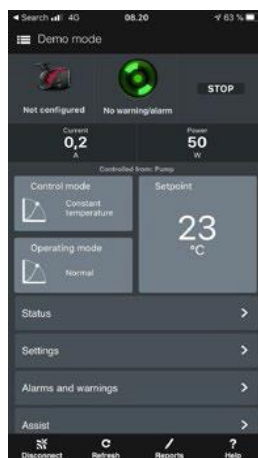 Search 4G 08.20 63 %
Demo mode
Not configured No warning/alarm STOP
Current Power
0,2 50
A W
Controlled from: Pump
Control mode Setpoint
Constant
temperature
23
°C
Operating mode
Normal
Status
Settings
Alarms and warnings
Assist
Disconnect Refresh Reports Help